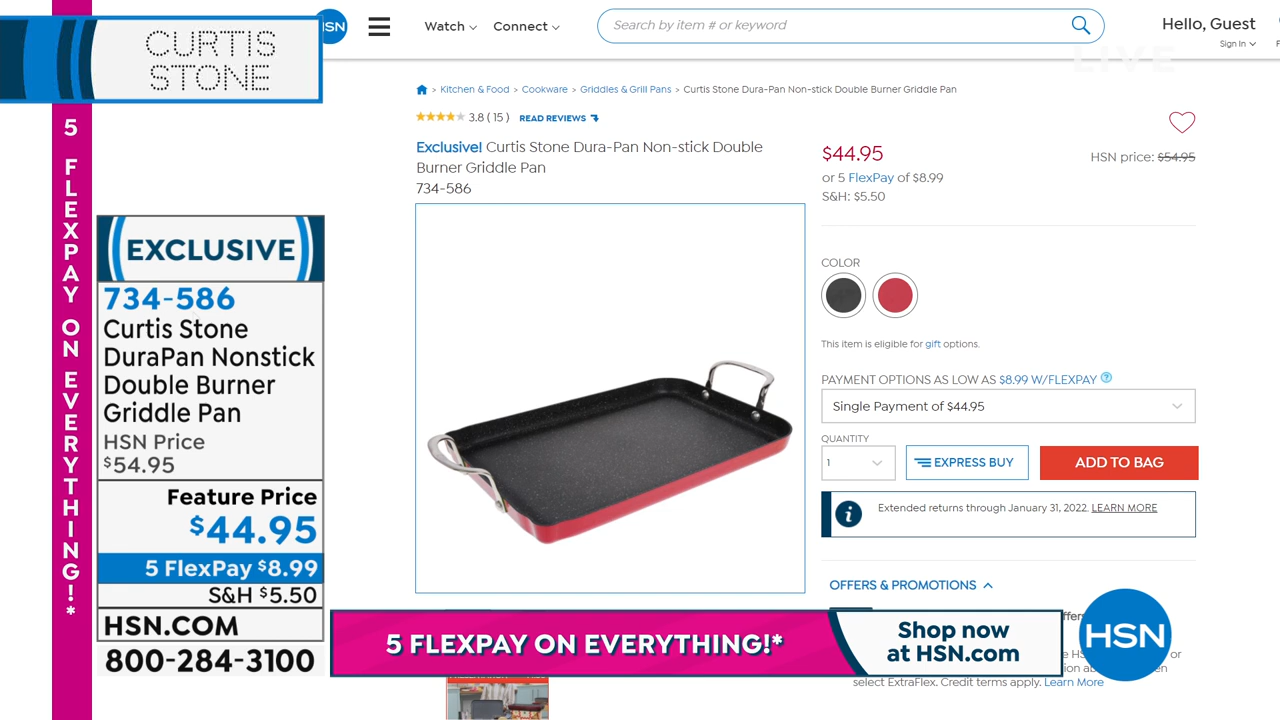 CURTIS
STONE
5 FLEXPAY ON EVERYTHING!*
EXCLUSIVE
734-586
Curtis Stone
DuraPan Nonstick
Double Burner
Griddle Pan
HSN Price
$54.95
Feature Price
$44.95
5 FlexPay $8.99
S&H $5.50
HSN.COM
800-284-3100
HSN
Watch
Connect
Search by item # or keyword
Hello, Guest
Sign In
LIVE
> Kitchen & Food > Cookware > Griddles & Grill Pans > Curtis Stone Dura-Pan Non-stick Double Burner Griddle Pan
3.8 ( 15 ) READ REVIEWS
Exclusive! Curtis Stone Dura-Pan Non-stick Double
Burner Griddle Pan
734-586
$44.95
HSN price: $54.95
or 5 FlexPay of $8.99
S&H: $5.50
COLOR
This item is eligible for gift options.
PAYMENT OPTIONS AS LOW AS $8.99 W/FLEXPAY ?
Single Payment of $44.95
QUANTITY
1
EXPRESS BUY
ADD TO BAG
i
Extended returns through January 31, 2022. LEARN MORE
OFFERS & PROMOTIONS
5 FLEXPAY ON EVERYTHING!*
Shop now
at HSN.com
HSN
or
select ExtraFlex. Credit terms apply. Learn More